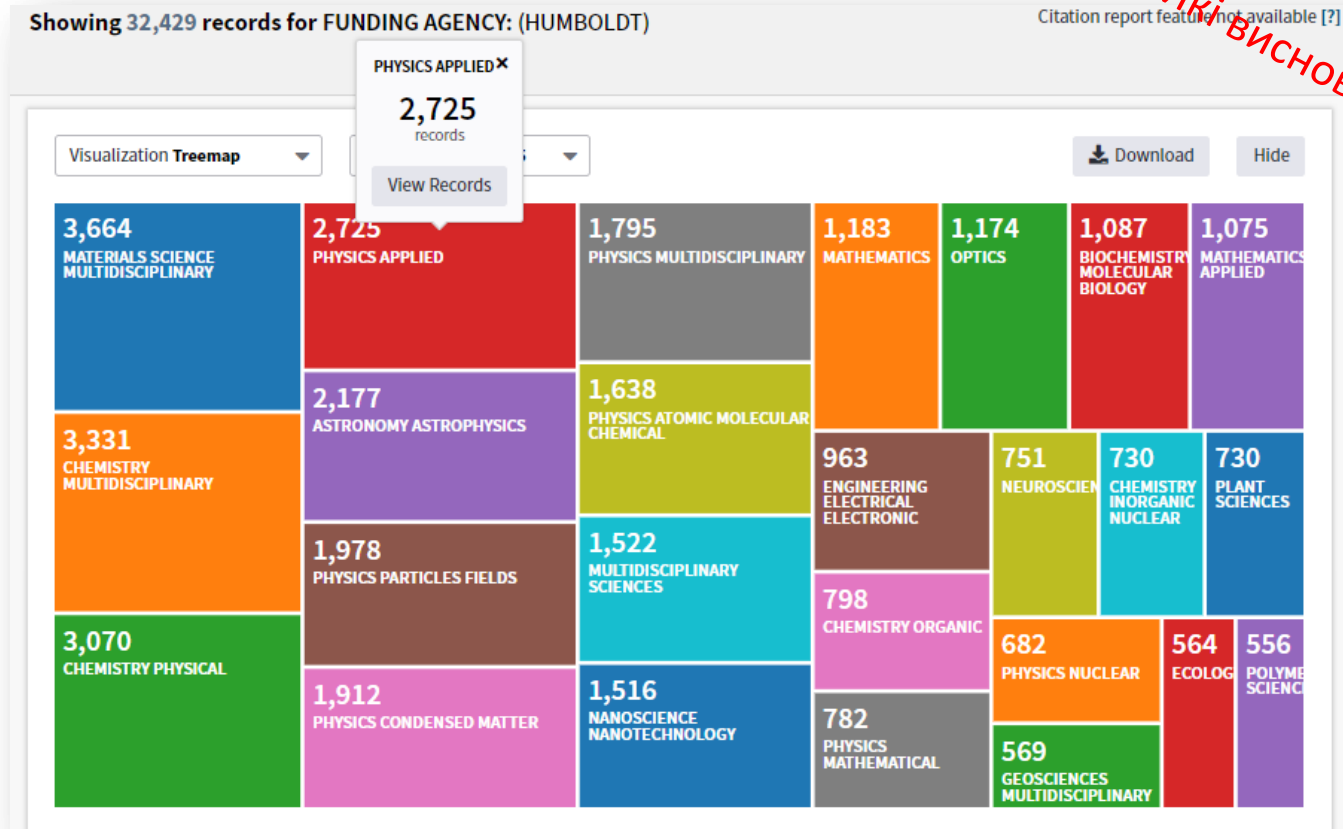 Showing 32,429 records for FUNDING AGENCY: (HUMBOLDT)
Citation report feature not available [?]
PHYSICS APPLIED ×
2,725
records
View Records
Visualization Treemap
Download
Hide
3,664
MATERIALS SCIENCE
MULTIDISCIPLINARY
3,331
CHEMISTRY
MULTIDISCIPLINARY
3,070
CHEMISTRY PHYSICAL
2,725
PHYSICS APPLIED
2,177
ASTRONOMY ASTROPHYSICS
1,978
PHYSICS PARTICLES FIELDS
1,912
PHYSICS CONDENSED MATTER
1,795
PHYSICS MULTIDISCIPLINARY
1,638
PHYSICS ATOMIC MOLECULAR
CHEMICAL
1,522
MULTIDISCIPLINARY
SCIENCES
1,516
NANOSCIENCE
NANOTECHNOLOGY
1,183
MATHEMATICS
1,174
OPTICS
1,087
BIOCHEMISTRY
MOLECULAR
BIOLOGY
1,075
MATHEMATICS
APPLIED
963
ENGINEERING
ELECTRICAL
ELECTRONIC
798
CHEMISTRY ORGANIC
782
PHYSICS
MATHEMATICAL
751
NEUROSCIEN
730
CHEMISTRY
INORGANIC
NUCLEAR
730
PLANT
SCIENCES
682
PHYSICS NUCLEAR
569
GEOSCIENCES
MULTIDISCIPLINARY
564
ECOLOG
556
POLYME
SCIENC